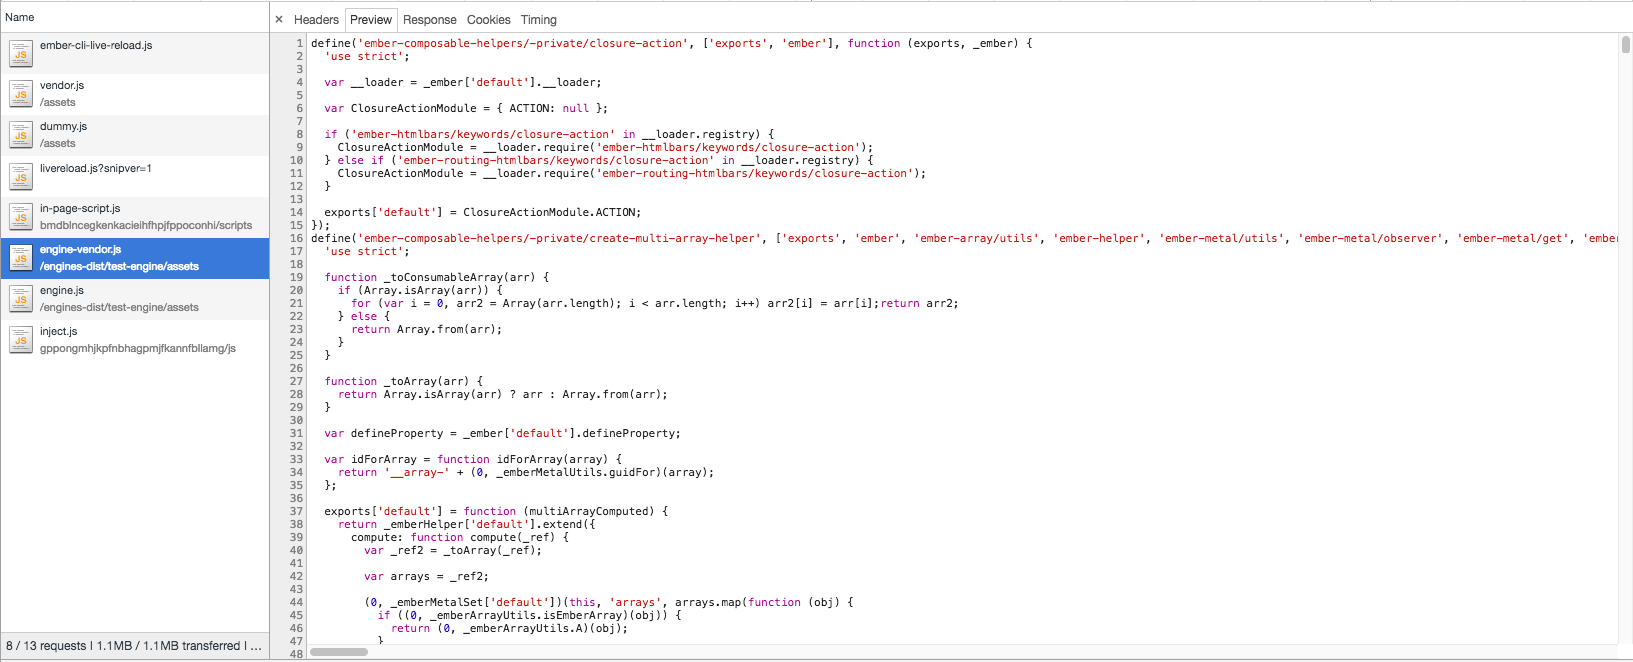 Name
ember-cli-live-reload.js
vendor.js
/assets
dummy.js
/assets
livereload.js?snipver=1
in-page-script.js
bmdblncegkenkacieihfhpjfppoconhi/scripts
engine-vendor.js
/engines-dist/test-engine/assets
engine.js
/engines-dist/test-engine/assets
inject.js
gppongmhjkpfnbhagpmjfkannfbllamg/js
8 / 13 requests | 1.1MB / 1.1MB transferred | ...
× Headers Preview Response Cookies Timing
1 define('ember-composable-helpers/-private/closure-action', ['exports', 'ember'], function (exports, _ember) {
2 'use strict';
3
4 var __loader = _ember['default'].__loader;
5
6 var ClosureActionModule = { ACTION: null };
7
8 if ('ember-htmlbars/keywords/closure-action' in __loader.registry) {
9 ClosureActionModule = __loader.require('ember-htmlbars/keywords/closure-action');
10 } else if ('ember-routing-htmlbars/keywords/closure-action' in __loader.registry) {
11 ClosureActionModule = __loader.require('ember-routing-htmlbars/keywords/closure-action');
12 }
13
14 exports['default'] = ClosureActionModule.ACTION;
15 });
16 define('ember-composable-helpers/-private/create-multi-array-helper', ['exports', 'ember', 'ember-array/utils', 'ember-helper', 'ember-metal/utils', 'ember-metal/observer', 'ember-metal/get', 'ember
17 'use strict';
18
19 function _toConsumableArray(arr) {
20 if (Array.isArray(arr)) {
21 for (var i = 0, arr2 = Array(arr.length); i < arr.length; i++) arr2[i] = arr[i];return arr2;
22 } else {
23 return Array.from(arr);
24 }
25 }
26
27 function _toArray(arr) {
28 return Array.isArray(arr) ? arr : Array.from(arr);
29 }
30
31 var defineProperty = _ember['default'].defineProperty;
32
33 var idForArray = function idForArray(array) {
34 return '__array-' + (0, _emberMetalUtils.guidFor)(array);
35 };
36
37 exports['default'] = function (multiArrayComputed) {
38 return _emberHelper['default'].extend({
39 compute: function compute(_ref) {
40 var _ref2 = _toArray(_ref);
41
42 var arrays = _ref2;
43
44 (0, _emberMetalSet['default'])(this, 'arrays', arrays.map(function (obj) {
45 if ((0, _emberArrayUtils.isEmberArray)(obj)) {
46 return (0, _emberArrayUtils.A)(obj);
47 }
48